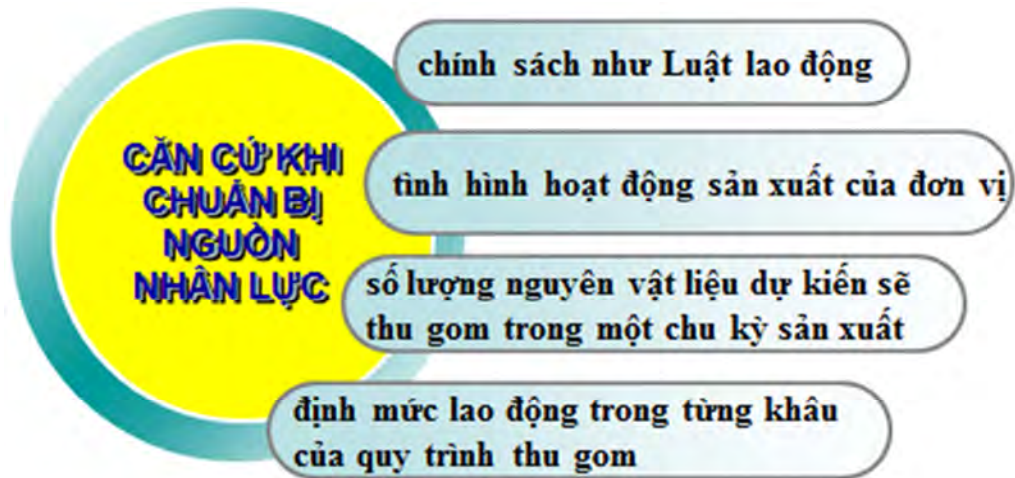 CĂN CỨ KHI
CHUẨN BỊ
NGUỒN
NHÂN LỰC
chính sách như Luật lao động
tình hình hoạt động sản xuất của đơn vị
số lượng nguyên vật liệu dự kiến sẽ
thu gom trong một chu kỳ sản xuất
định mức lao động trong từng khâu
của quy trình thu gom